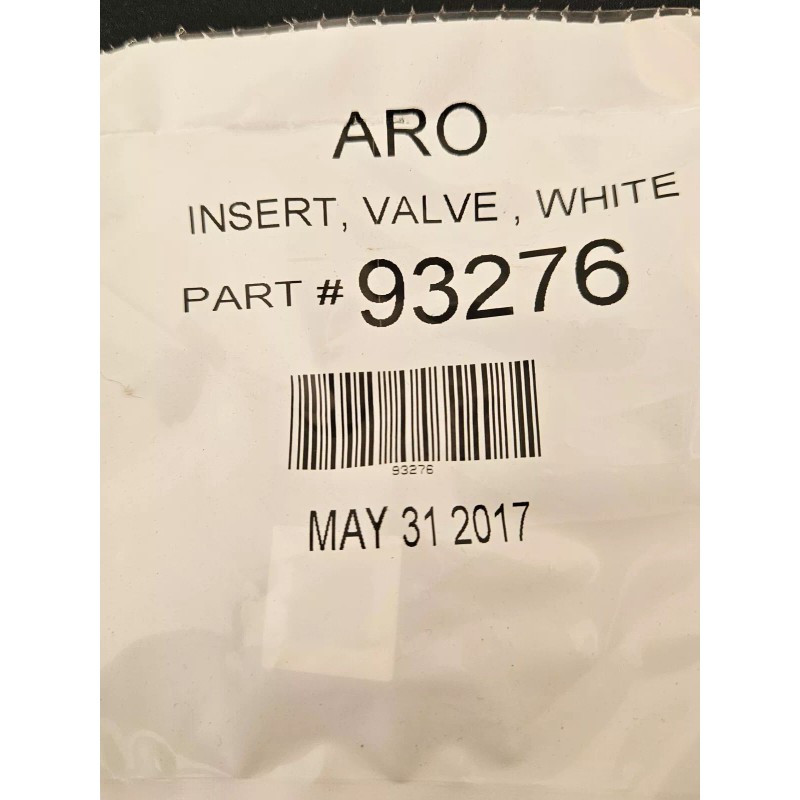 ARO
INSERT, VALVE , WHITE
PART # 93276
93276
MAY 31 2017